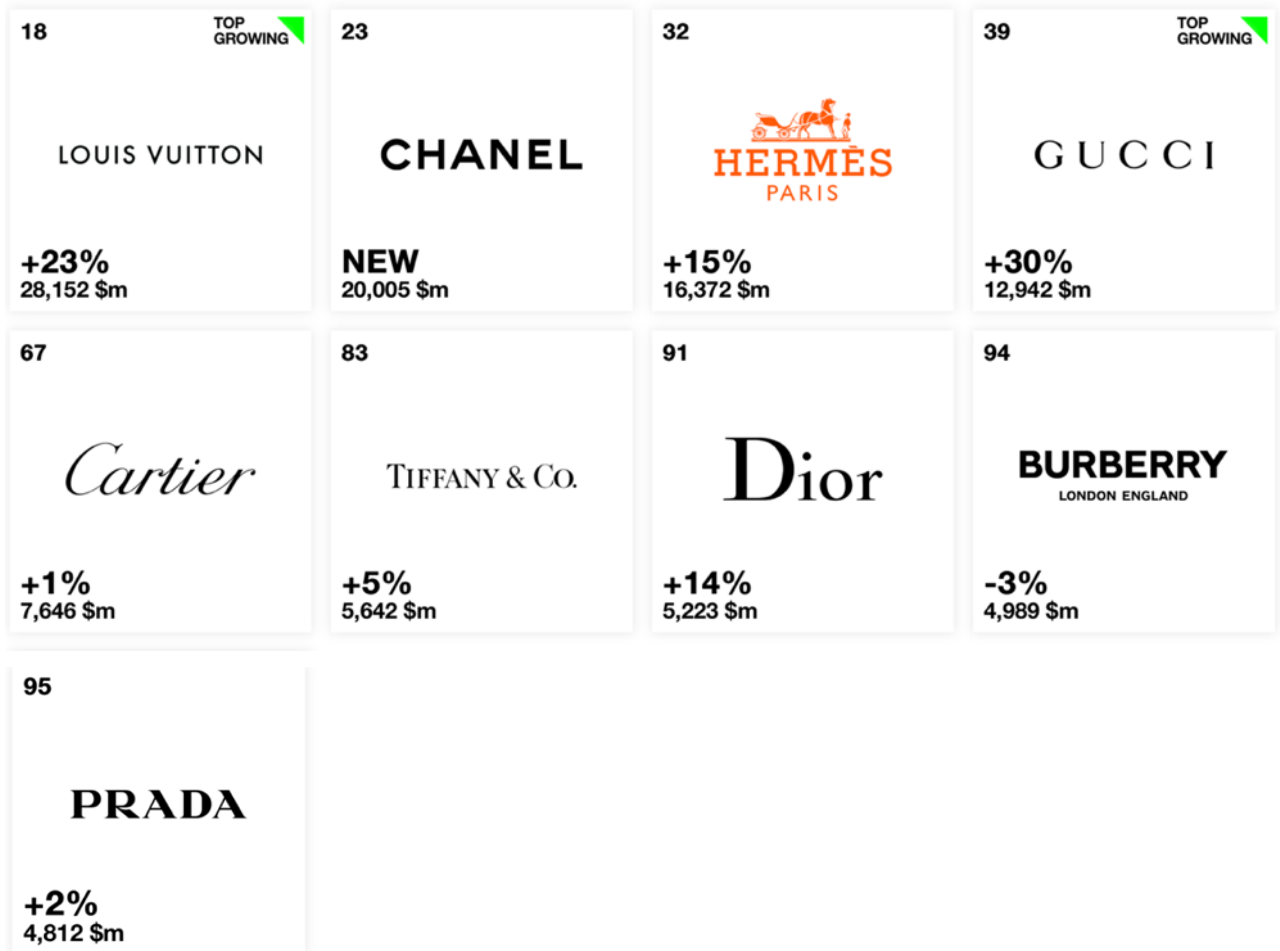 18
TOP
GROWING
LOUIS VUITTON
+23%
28,152 $m
23
CHANEL
NEW
20,005 $m
32
HERMÈS
PARIS
+15%
16,372 $m
39
TOP
GROWING
GUCCI
+30%
12,942 $m
67
Cartier
+1%
7,646 $m
83
TIFFANY & CO.
+5%
5,642 $m
91
Dior
+14%
5,223 $m
94
BURBERRY
LONDON ENGLAND
-3%
4,989 $m
95
PRADA
+2%
4,812 $m